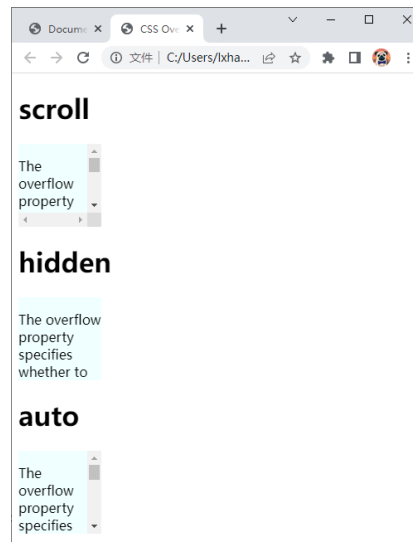 Docume
CSS Ove
文件 C:/Users/lxha...
scroll
The
overflow
property
hidden
The overflow
property
specifies
whether to
auto
The
overflow
property
specifies